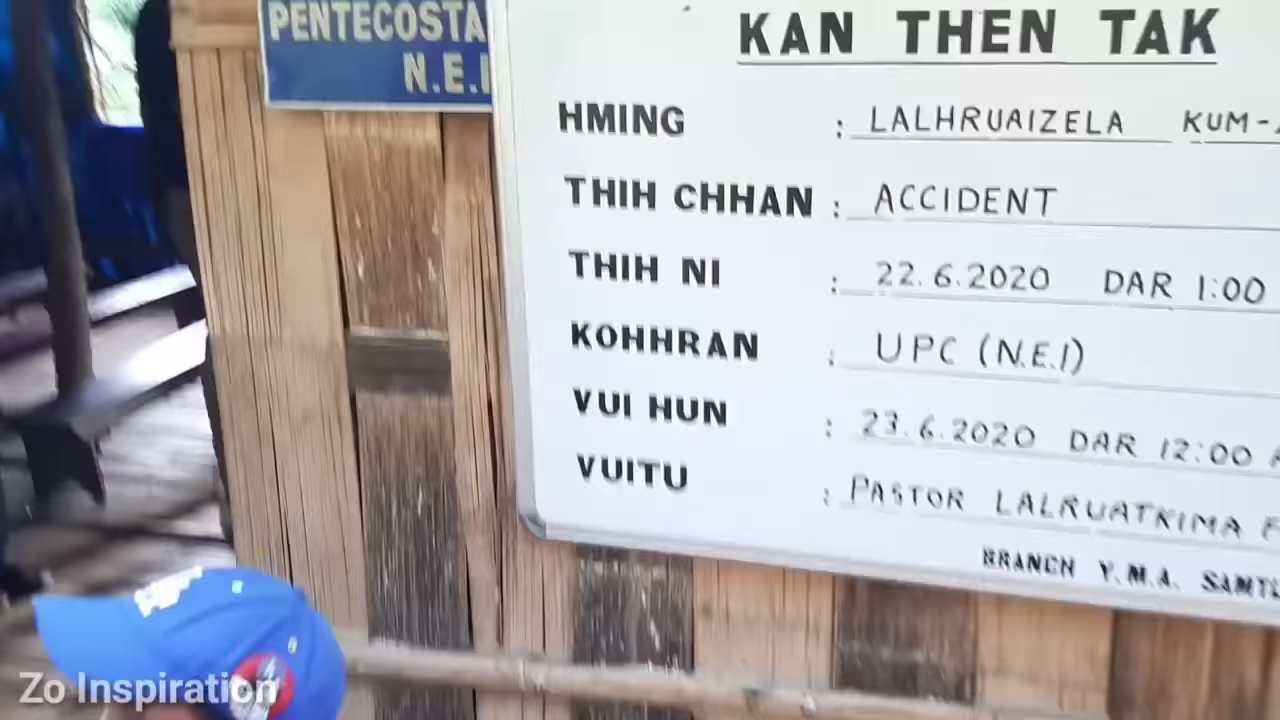 PENTECOSTA
N.E.I
KAN THEN TAK
HMING : LALHRUAIZELA KUM-
THIH CHHAN : ACCIDENT
THIH NI : 22.6.2020 DAR 1:00
KOHHRAN : UPC (N.E.I)
VUI HUN : 23.6.2020 DAR 12:00
VUITU : PASTOR LALRUATKIMA
BRANCH Y.M.A. SAMT
Zo Inspiration